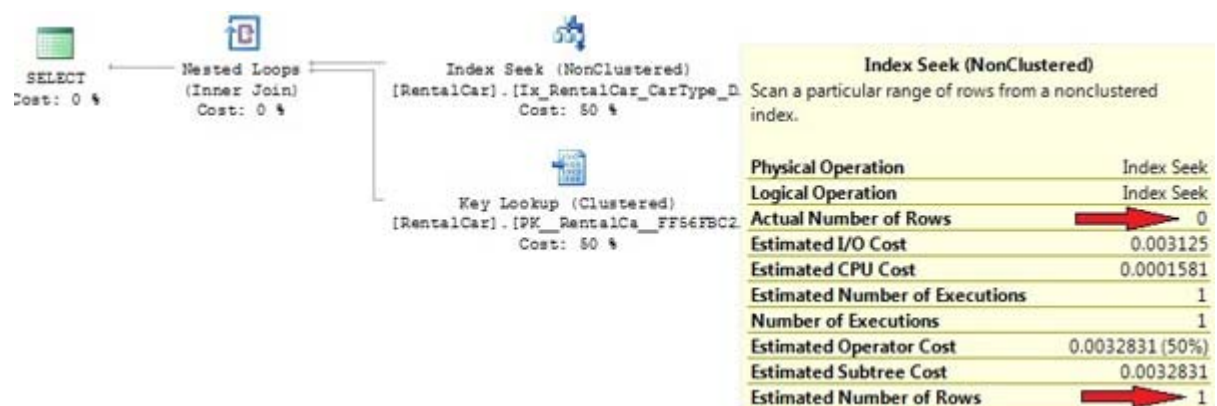 SELECT
Cost: 0 %
Nested Loops
(Inner Join)
Cost: 0 %
Index Seek (NonClustered)
[RentalCar].[Ix_RentalCar_CarType_D
Cost: 50 %
Key Lookup (Clustered)
[RentalCar].[PK__RentalCa__FF56FBC2
Cost: 50 %
Index Seek (NonClustered)
Scan a particular range of rows from a nonclustered
index.
Physical Operation Index Seek
Logical Operation Index Seek
Actual Number of Rows 0
Estimated I/O Cost 0.003125
Estimated CPU Cost 0.0001581
Estimated Number of Executions 1
Number of Executions 1
Estimated Operator Cost 0.0032831 (50%)
Estimated Subtree Cost 0.0032831
Estimated Number of Rows 1